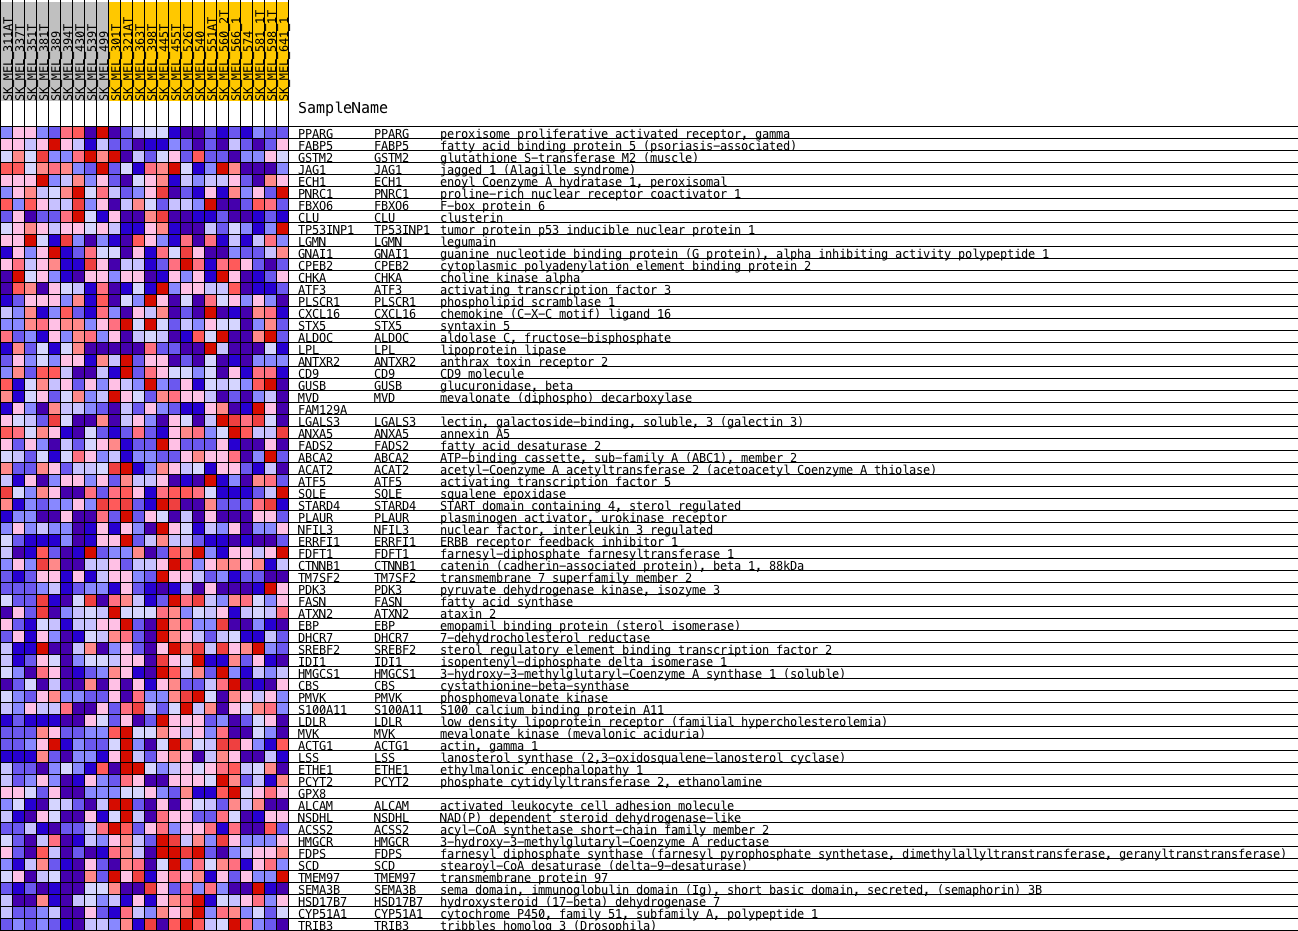 SK_MEL_311AT
SK_MEL_337T
SK_MEL_351T
SK_MEL_381T
SK_MEL_389
SK_MEL_394T
SK_MEL_430T
SK_MEL_539T
SK_MEL_499
SK_MEL_301T
SK_MEL_321AT
SK_MEL_363T
SK_MEL_398T
SK_MEL_445T
SK_MEL_455T
SK_MEL_526T
SK_MEL_540
SK_MEL_551AT
SK_MEL_560_2T
SK_MEL_566_1
SK_MEL_574
SK_MEL_581_1T
SK_MEL_598_1T
SK_MEL_641_1
SampleName
PPARG PPARG peroxisome proliferative activated receptor, gamma
FABP5 FABP5 fatty acid binding protein 5 (psoriasis-associated)
GSTM2 GSTM2 glutathione S-transferase M2 (muscle)
JAG1 JAG1 jagged 1 (Alagille syndrome)
ECH1 ECH1 enoyl Coenzyme A hydratase 1, peroxisomal
PNRC1 PNRC1 proline-rich nuclear receptor coactivator 1
FBXO6 FBXO6 F-box protein 6
CLU CLU clusterin
TP53INP1 TP53INP1 tumor protein p53 inducible nuclear protein 1
LGMN LGMN legumain
GNAI1 GNAI1 guanine nucleotide binding protein (G protein), alpha inhibiting activity polypeptide 1
CPEB2 CPEB2 cytoplasmic polyadenylation element binding protein 2
CHKA CHKA choline kinase alpha
ATF3 ATF3 activating transcription factor 3
PLSCR1 PLSCR1 phospholipid scramblase 1
CXCL16 CXCL16 chemokine (C-X-C motif) ligand 16
STX5 STX5 syntaxin 5
ALDOC ALDOC aldolase C, fructose-bisphosphate
LPL LPL lipoprotein lipase
ANTXR2 ANTXR2 anthrax toxin receptor 2
CD9 CD9 CD9 molecule
GUSB GUSB glucuronidase, beta
MVD MVD mevalonate (diphospho) decarboxylase
FAM129A
LGALS3 LGALS3 lectin, galactoside-binding, soluble, 3 (galectin 3)
ANXA5 ANXA5 annexin A5
FADS2 FADS2 fatty acid desaturase 2
ABCA2 ABCA2 ATP-binding cassette, sub-family A (ABC1), member 2
ACAT2 ACAT2 acetyl-Coenzyme A acetyltransferase 2 (acetoacetyl Coenzyme A thiolase)
ATF5 ATF5 activating transcription factor 5
SQLE SQLE squalene epoxidase
STARD4 STARD4 START domain containing 4, sterol regulated
PLAUR PLAUR plasminogen activator, urokinase receptor
NFIL3 NFIL3 nuclear factor, interleukin 3 regulated
ERRFI1 ERRFI1 ERBB receptor feedback inhibitor 1
FDFT1 FDFT1 farnesyl-diphosphate farnesyltransferase 1
CTNNB1 CTNNB1 catenin (cadherin-associated protein), beta 1, 88kDa
TM7SF2 TM7SF2 transmembrane 7 superfamily member 2
PDK3 PDK3 pyruvate dehydrogenase kinase, isozyme 3
FASN FASN fatty acid synthase
ATXN2 ATXN2 ataxin 2
EBP EBP emopamil binding protein (sterol isomerase)
DHCR7 DHCR7 7-dehydrocholesterol reductase
SREBF2 SREBF2 sterol regulatory element binding transcription factor 2
IDI1 IDI1 isopentenyl-diphosphate delta isomerase 1
HMGCS1 HMGCS1 3-hydroxy-3-methylglutaryl-Coenzyme A synthase 1 (soluble)
CBS CBS cystathionine-beta-synthase
PMVK PMVK phosphomevalonate kinase
S100A11 S100A11 S100 calcium binding protein A11
LDLR LDLR low density lipoprotein receptor (familial hypercholesterolemia)
MVK MVK mevalonate kinase (mevalonic aciduria)
ACTG1 ACTG1 actin, gamma 1
LSS LSS lanosterol synthase (2,3-oxidosqualene-lanosterol cyclase)
ETHE1 ETHE1 ethylmalonic encephalopathy 1
PCYT2 PCYT2 phosphate cytidylyltransferase 2, ethanolamine
GPX8
ALCAM ALCAM activated leukocyte cell adhesion molecule
NSDHL NSDHL NAD(P) dependent steroid dehydrogenase-like
ACSS2 ACSS2 acyl-CoA synthetase short-chain family member 2
HMGCR HMGCR 3-hydroxy-3-methylglutaryl-Coenzyme A reductase
FDPS FDPS farnesyl diphosphate synthase (farnesyl pyrophosphate synthetase, dimethylallyltranstransferase, geranyltranstransferase)
SCD SCD stearoyl-CoA desaturase (delta-9-desaturase)
TMEM97 TMEM97 transmembrane protein 97
SEMA3B SEMA3B sema domain, immunoglobulin domain (Ig), short basic domain, secreted, (semaphorin) 3B
HSD17B7 HSD17B7 hydroxysteroid (17-beta) dehydrogenase 7
CYP51A1 CYP51A1 cytochrome P450, family 51, subfamily A, polypeptide 1
TRIB3 TRIB3 tribbles homolog 3 (Drosophila)